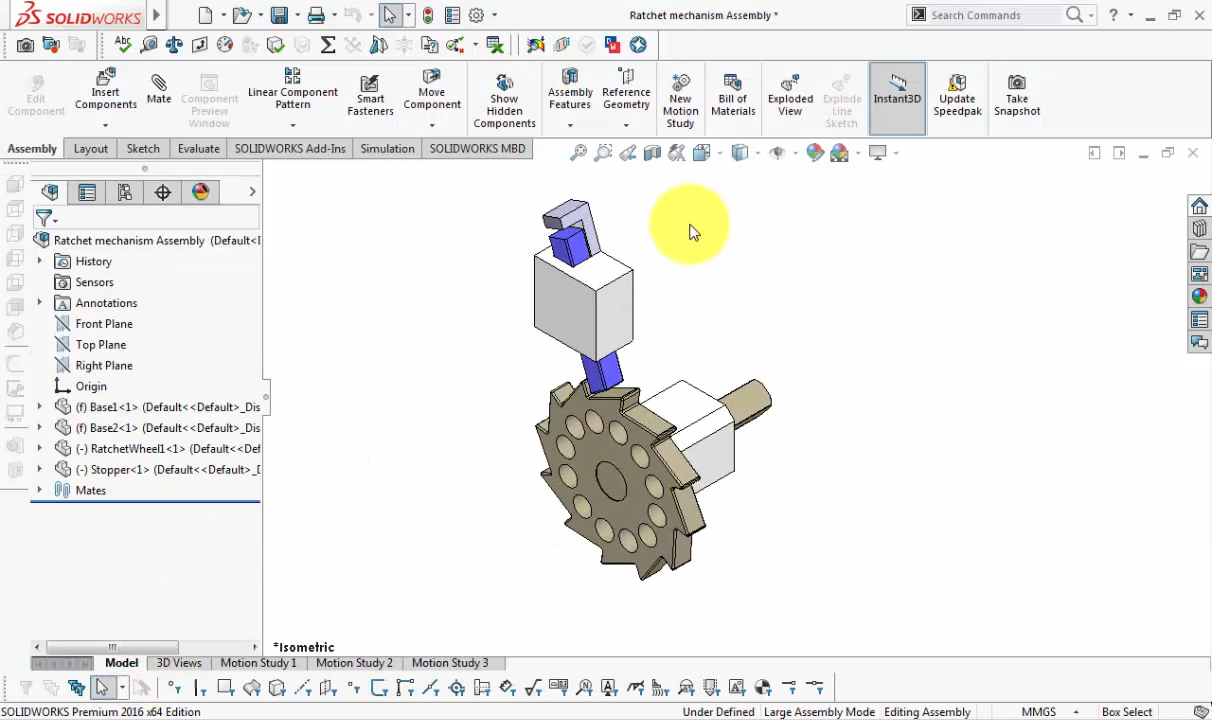 SOLIDWORKS
Ratchet mechanism Assembly *
Search Commands
?
Abc
Edit Component
Insert Components
Mate
Component Preview Window
Linear Component Pattern
Smart Fasteners
Move Component
Show Hidden Components
Assembly Features
Reference Geometry
New Motion Study
Bill of Materials
Exploded View
Explode Line Sketch
Instant3D
Update Speedpak
Take Snapshot
Assembly
Layout
Sketch
Evaluate
SOLIDWORKS Add-Ins
Simulation
SOLIDWORKS MBD
Ratchet mechanism Assembly (Default<
History
Sensors
Annotations
Front Plane
Top Plane
Right Plane
Origin
(f) Base1<1> (Default<<Default>_Dis
(f) Base2<1> (Default<<Default>_Dis
(-) RatchetWheel1<1> (Default<<Def
(-) Stopper<1> (Default<<Default>_D
Mates
*Isometric
Model
3D Views
Motion Study 1
Motion Study 2
Motion Study 3
SOLIDWORKS Premium 2016 x64 Edition
Under Defined
Large Assembly Mode
Editing Assembly
MMGS
Box Select